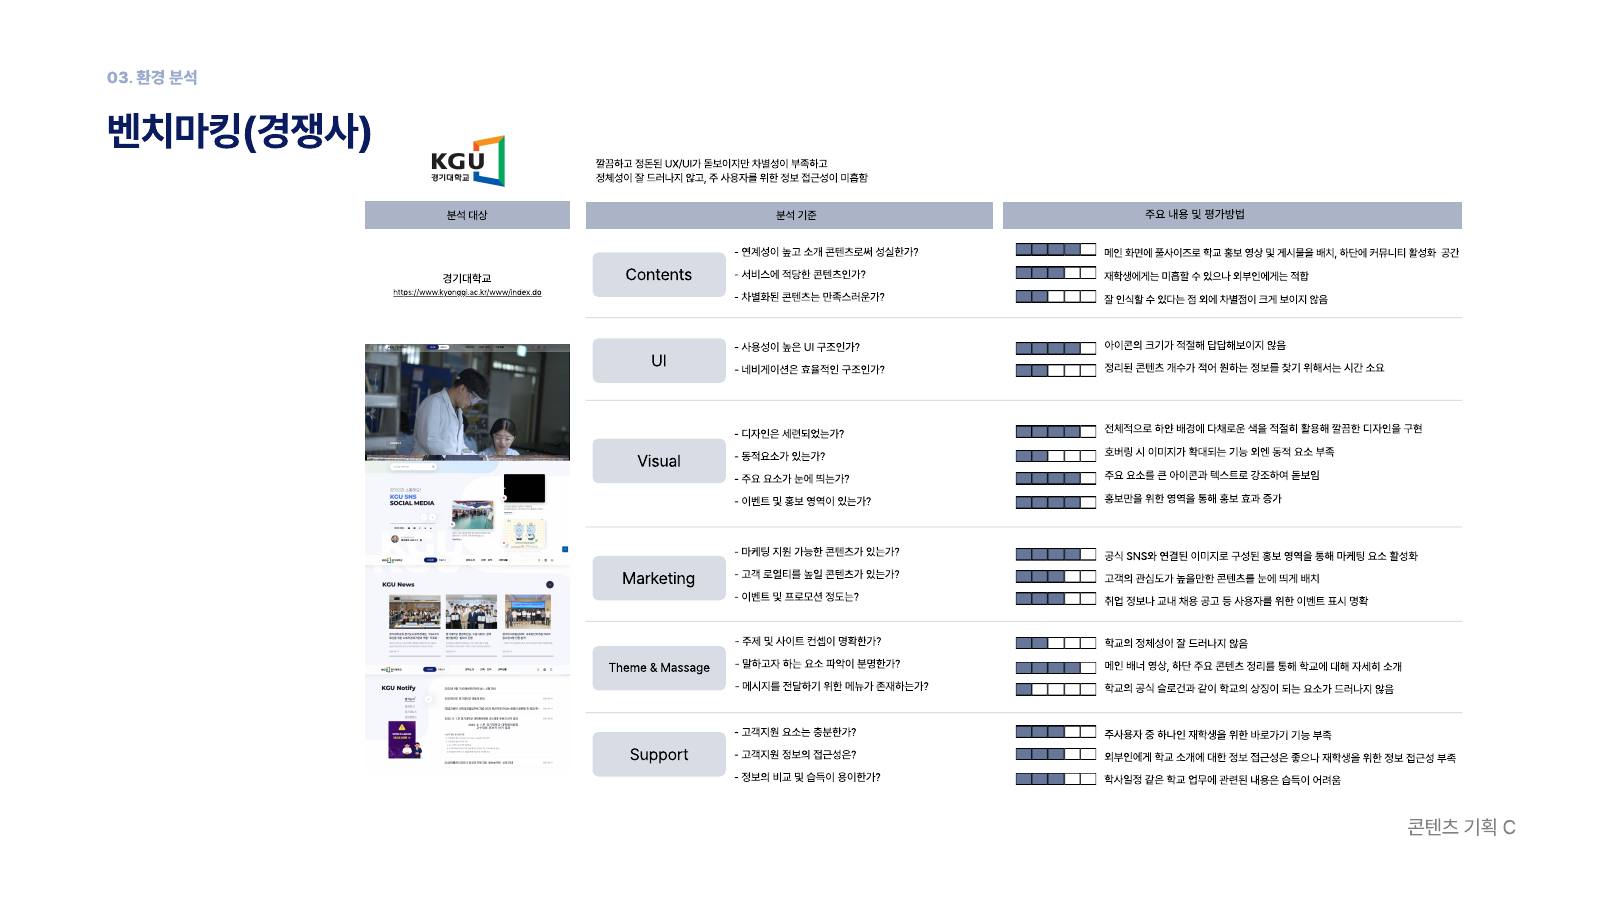 03. 환경 분석
벤치마킹(경쟁사)
KGU
경기대학교
깔끔하고 정돈된 UX/UI가 돋보이지만 차별성이 부족하고
정체성이 잘 드러나지 않고, 주 사용자를 위한 정보 접근성이 미흡함
분석 대상
분석 기준
주요 내용 및 평가방법
경기대학교
https://www.kyonggi.ac.kr/www/index.do
KGU SNS
SOCIAL MEDIA
KGU News
KGU Notify
Contents
- 연계성이 높고 소개 콘텐츠로써 성실한가?
메인 화면에 풀사이즈로 학교 홍보 영상 및 게시물을 배치, 하단에 커뮤니티 활성화 공간
- 서비스에 적당한 콘텐츠인가?
재학생에게는 미흡할 수 있으나 외부인에게는 적합
- 차별화된 콘텐츠는 만족스러운가?
잘 인식할 수 있다는 점 외에 차별점이 크게 보이지 않음
UI
- 사용성이 높은 UI 구조인가?
아이콘의 크기가 적절해 답답해보이지 않음
- 네비게이션은 효율적인 구조인가?
정리된 콘텐츠 개수가 적어 원하는 정보를 찾기 위해서는 시간 소요
Visual
- 디자인은 세련되었는가?
전체적으로 하얀 배경에 다채로운 색을 적절히 활용해 깔끔한 디자인을 구현
- 동적요소가 있는가?
호버링 시 이미지가 확대되는 기능 외엔 동적 요소 부족
- 주요 요소가 눈에 띄는가?
주요 요소를 큰 아이콘과 텍스트로 강조하여 돋보임
- 이벤트 및 홍보 영역이 있는가?
홍보만을 위한 영역을 통해 홍보 효과 증가
Marketing
- 마케팅 지원 가능한 콘텐츠가 있는가?
공식 SNS와 연결된 이미지로 구성된 홍보 영역을 통해 마케팅 요소 활성화
- 고객 로열티를 높일 콘텐츠가 있는가?
고객의 관심도가 높을만한 콘텐츠를 눈에 띄게 배치
- 이벤트 및 프로모션 정도는?
취업 정보나 교내 채용 공고 등 사용자를 위한 이벤트 표시 명확
Theme & Massage
- 주제 및 사이트 컨셉이 명확한가?
학교의 정체성이 잘 드러나지 않음
- 말하고자 하는 요소 파악이 분명한가?
메인 배너 영상, 하단 주요 콘텐츠 정리를 통해 학교에 대해 자세히 소개
- 메시지를 전달하기 위한 메뉴가 존재하는가?
학교의 공식 슬로건과 같이 학교의 상징이 되는 요소가 드러나지 않음
Support
- 고객지원 요소는 충분한가?
주사용자 중 하나인 재학생을 위한 바로가기 기능 부족
- 고객지원 정보의 접근성은?
외부인에게 학교 소개에 대한 정보 접근성은 좋으나 재학생을 위한 정보 접근성 부족
- 정보의 비교 및 습득이 용이한가?
학사일정 같은 학교 업무에 관련된 내용은 습득이 어려움
콘텐츠 기획 C